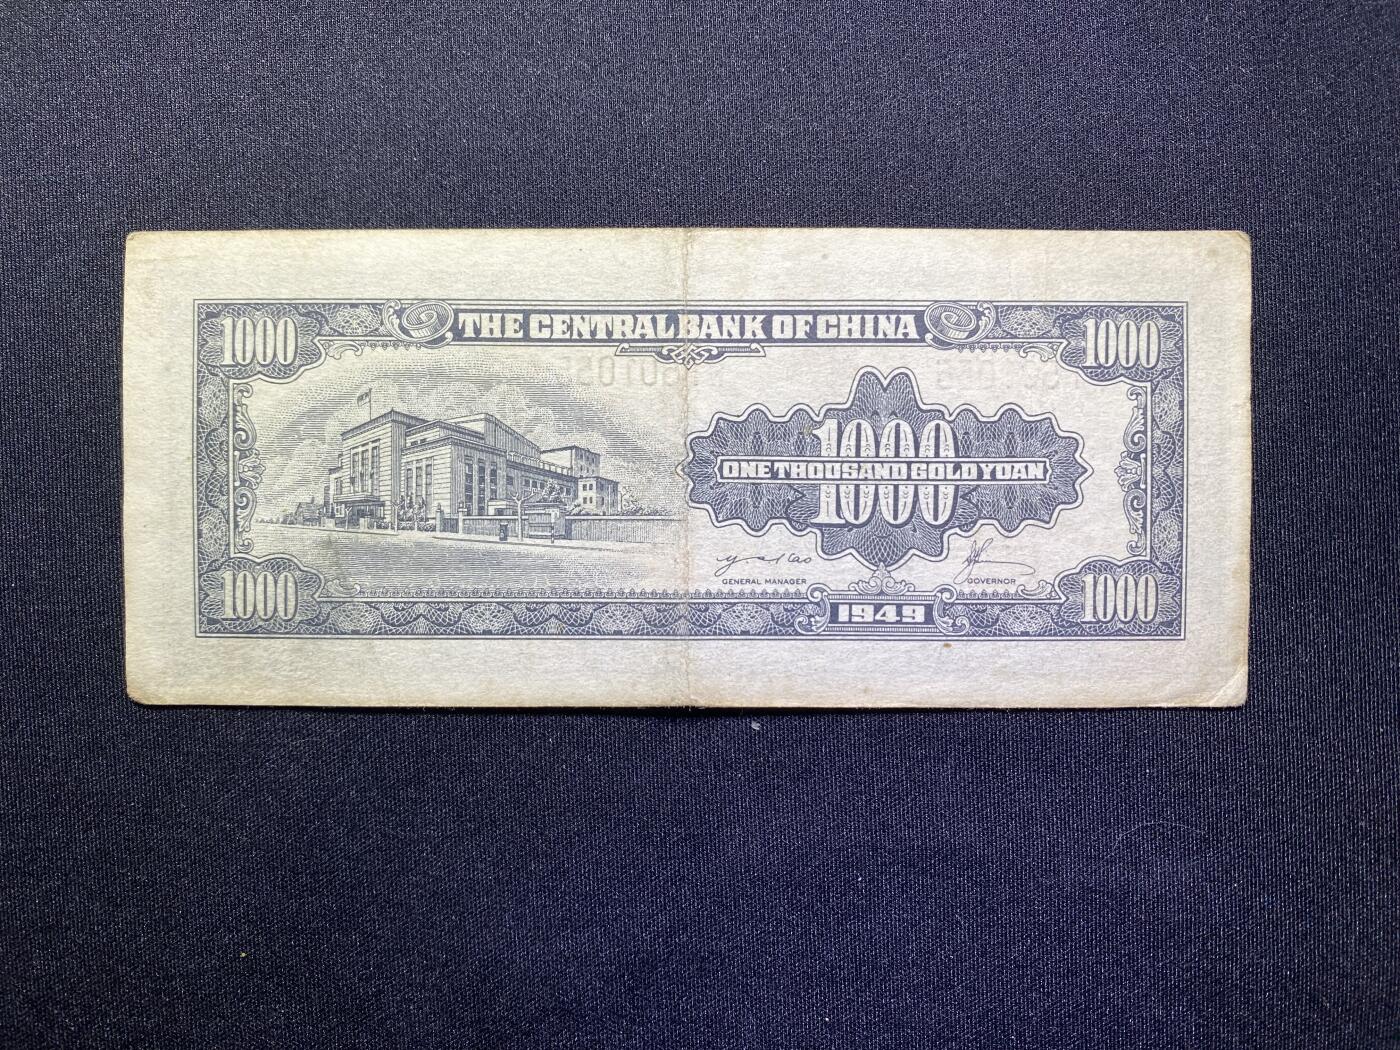 1000
THE CENTRAL BANK OF CHINA
1000
1000
ONE THOUSAND GOLD YUAN
GENERAL MANAGER
GOVERNOR
1000
1949
1000